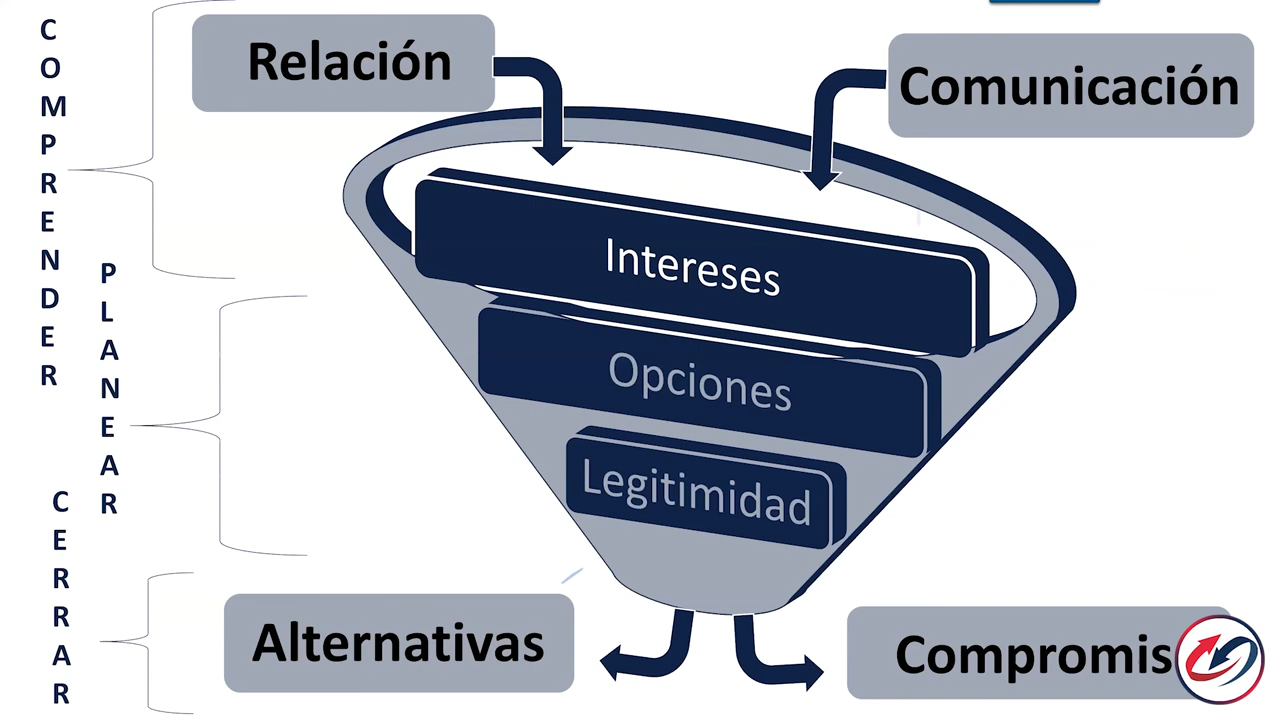 COMPRENDER
Relación
Comunicación
Intereses
PLANEAR
Opciones
Legitimidad
CERRAR
Alternativas
Compromis